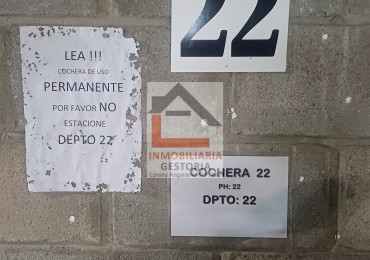 22
LEA !!!
COCHERA DE USO
PERMANENTE
POR FAVOR NO
ESTACIONE
DEPTO 22
INMOBILIARIA
GESTORIA
COCHERA 22
PH: 22
DPTO: 22